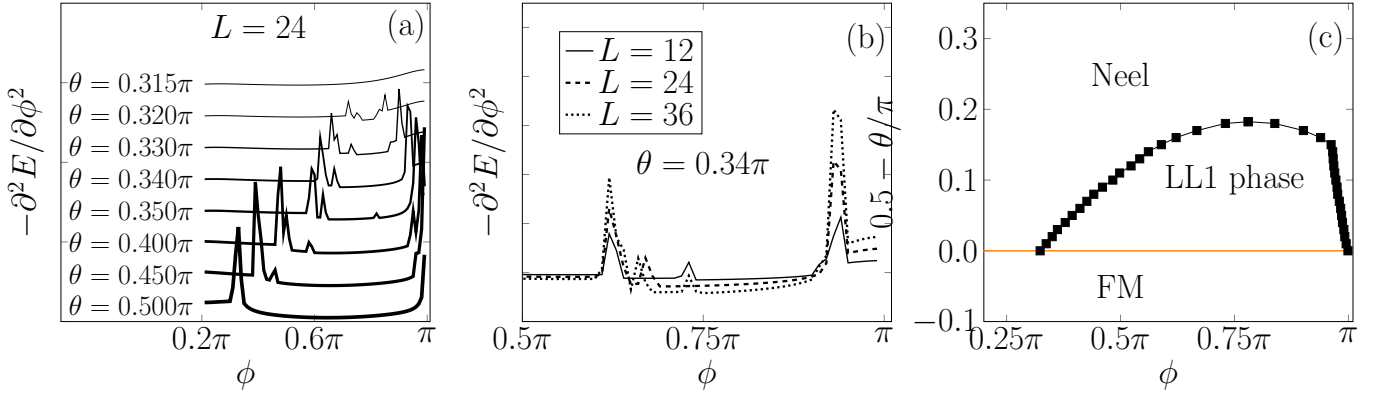 L = 24
(a)
−∂²E/∂ϕ²
θ = 0.315π
θ = 0.320π
θ = 0.330π
θ = 0.340π
θ = 0.350π
θ = 0.400π
θ = 0.450π
θ = 0.500π
0.2π
0.6π
π
ϕ
(b)
−∂²E/∂ϕ²
L = 12
L = 24
L = 36
θ = 0.34π
0.5π
0.75π
π
ϕ
(c)
0.5 − θ/π
0.3
0.2
0.1
0.0
−0.1
Neel
LL1 phase
FM
0.25π
0.5π
0.75π
π
ϕ